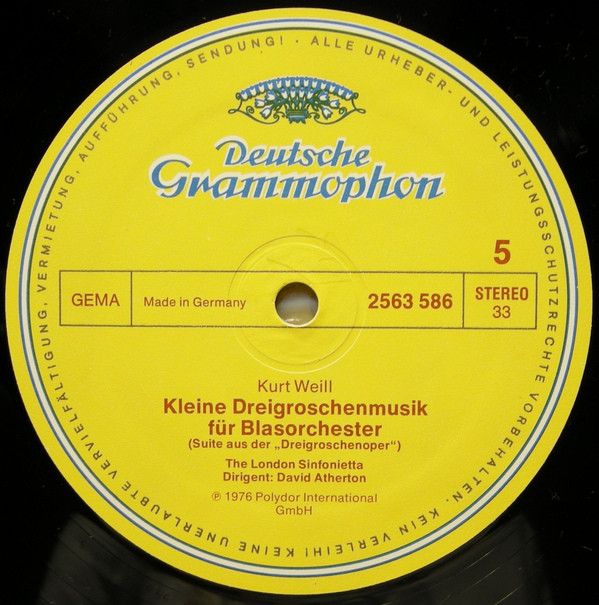 ALLE URHEBER- UND LEISTUNGSSCHUTZRECHTE VORBEHALTEN. KEIN VERLEIH! KEINE UNERLAUBTE VERVIELFÄLTIGUNG, VERMIETUNG, AUFFÜHRUNG, SENDUNG! ·
Deutsche
Grammophon
5
GEMA
Made in Germany
2563 586
STEREO
33
Kurt Weill
Kleine Dreigroschenmusik
für Blasorchester
(Suite aus der „Dreigroschenoper“)
The London Sinfonietta
Dirigent: David Atherton
℗ 1976 Polydor International
GmbH